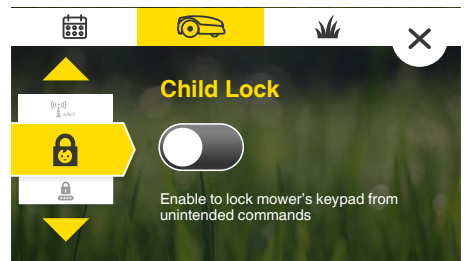 Child Lock
Enable to lock mower's keypad from
unintended commands